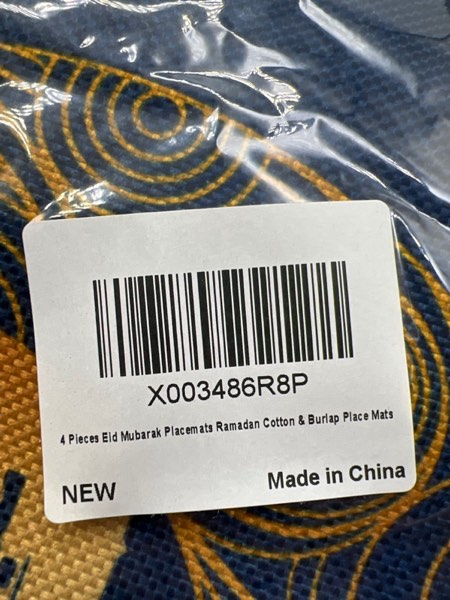 X003486R8P
4 Pieces Eid Mubarak Placemats Ramadan Cotton & Burlap Place Mats
NEW
Made in China